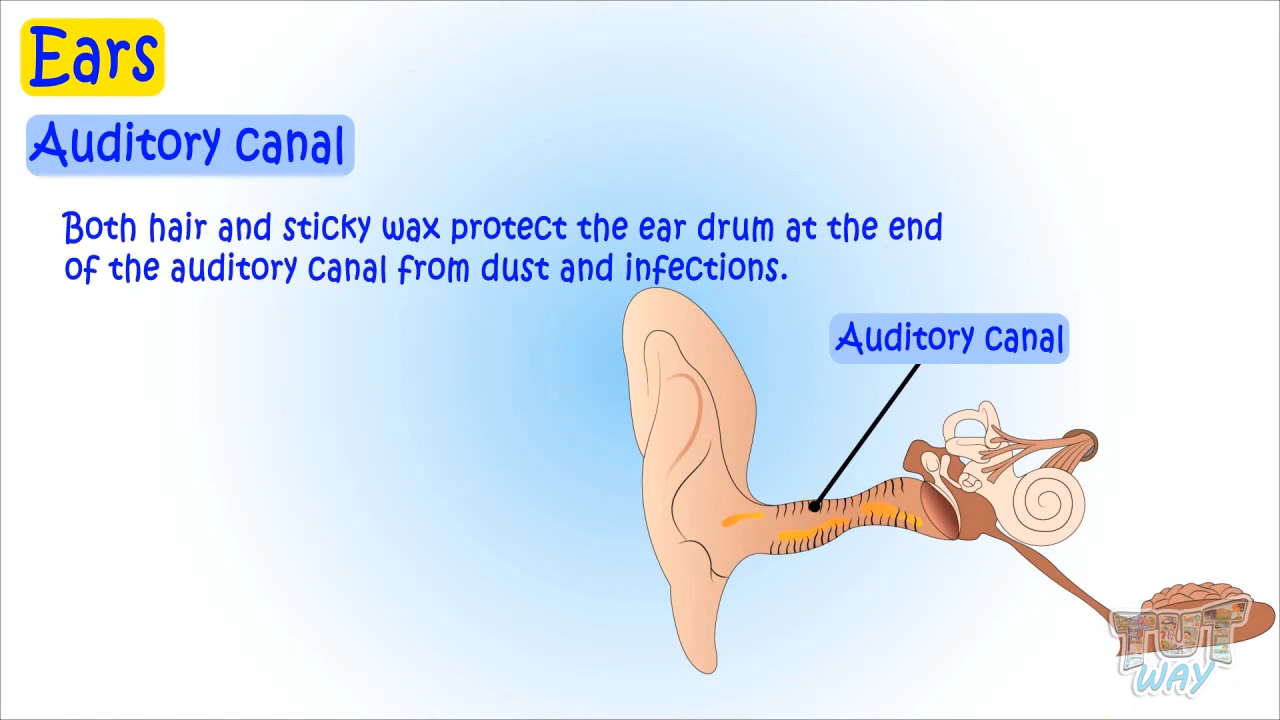 Ears
Auditory canal
Both hair and sticky wax protect the ear drum at the end
of the auditory canal from dust and infections.
Auditory canal
TUT
WAY